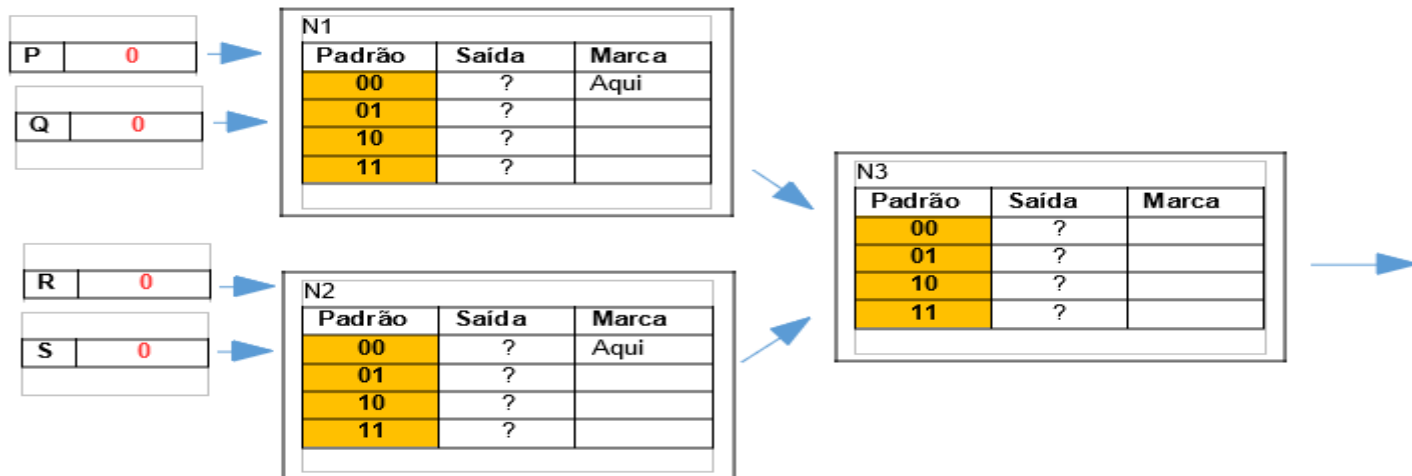 P 0
Q 0
N1
Padrão Saída Marca
00 ? Aqui
01 ?
10 ?
11 ?
R 0
S 0
N2
Padrão Saída Marca
00 ? Aqui
01 ?
10 ?
11 ?
N3
Padrão Saída Marca
00 ?
01 ?
10 ?
11 ?